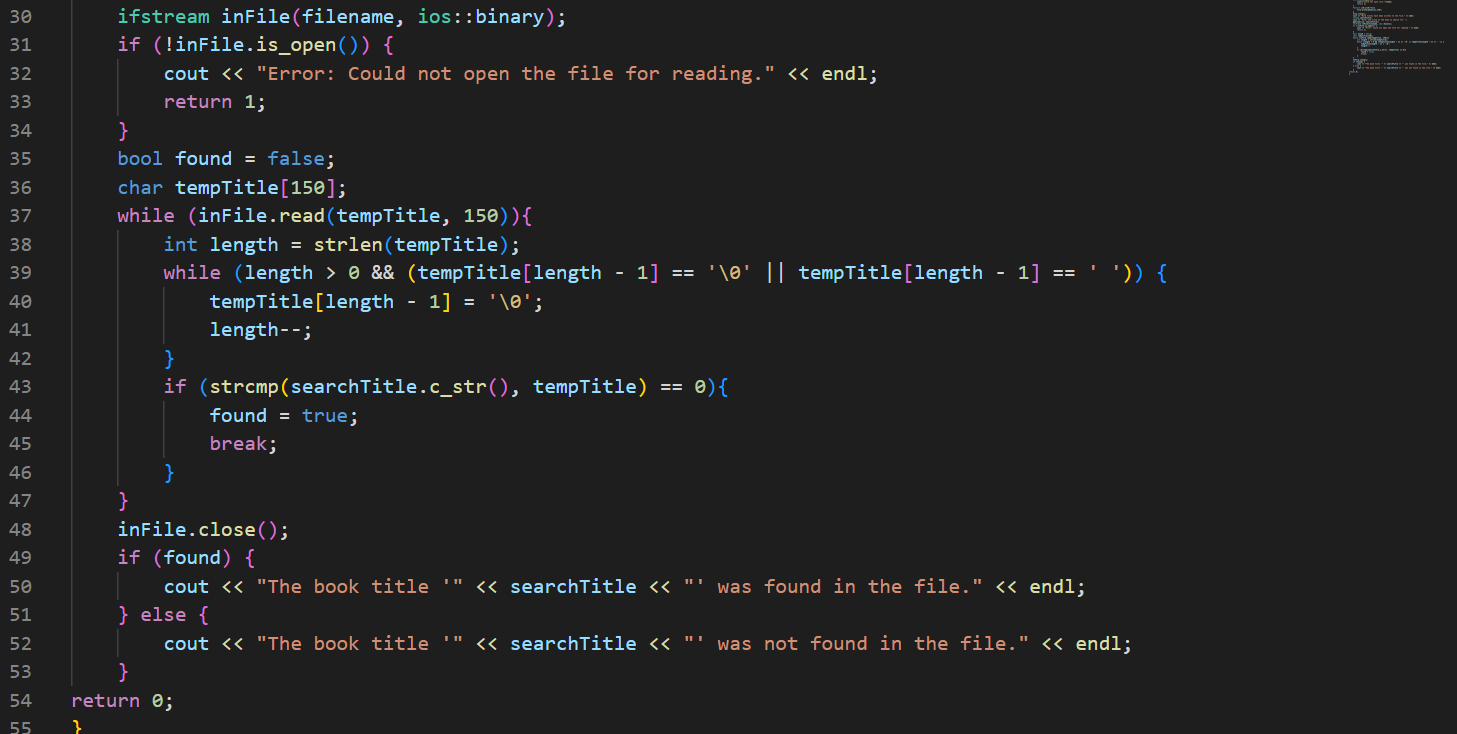 30 ifstream inFile(filename, ios::binary);
31 if (!inFile.is_open()) {
32 cout << "Error: Could not open the file for reading." << endl;
33 return 1;
34 }
35 bool found = false;
36 char tempTitle[150];
37 while (inFile.read(tempTitle, 150)){
38 int length = strlen(tempTitle);
39 while (length > 0 && (tempTitle[length - 1] == '\0' || tempTitle[length - 1] == ' ')) {
40 tempTitle[length - 1] = '\0';
41 length--;
42 }
43 if (strcmp(searchTitle.c_str(), tempTitle) == 0){
44 found = true;
45 break;
46 }
47 }
48 inFile.close();
49 if (found) {
50 cout << "The book title '" << searchTitle << "' was found in the file." << endl;
51 } else {
52 cout << "The book title '" << searchTitle << "' was not found in the file." << endl;
53 }
54 return 0;
55 }